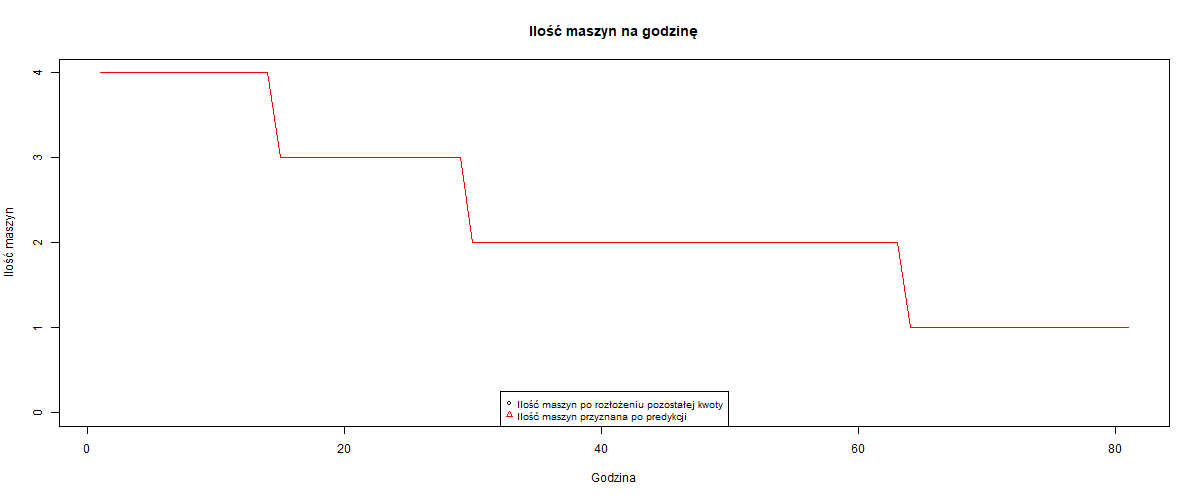 Ilość maszyn na godzinę
Ilość maszyn
4
3
2
1
0
Ilość maszyn po rozłożeniu pozostałej kwoty
Ilość maszyn przyznana po predykcji
0 20 40 60 80
Godzina